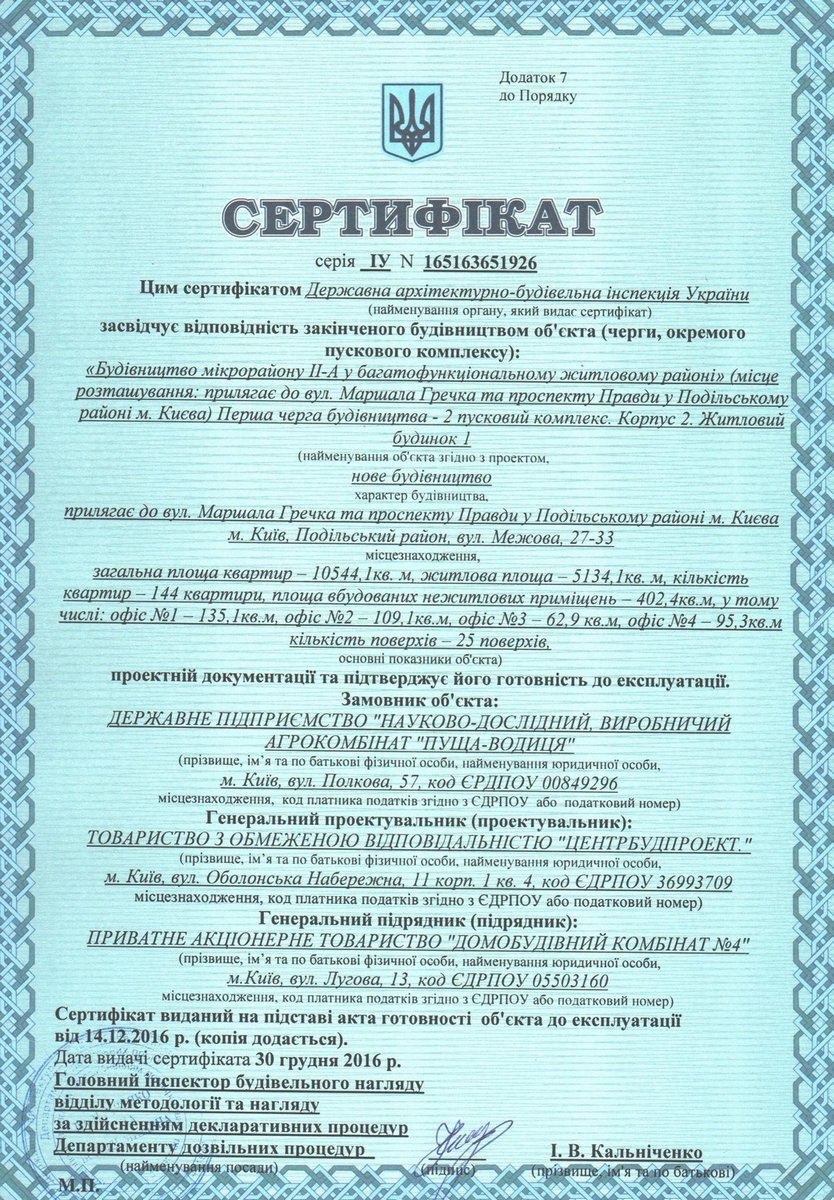 Додаток 7
до Порядку
СЕРТИФІКАТ
серія ІУ N 165163651926
Цим сертифікатом Державна архітектурно-будівельна інспекція України
(найменування органу, який видає сертифікат)
засвідчує відповідність закінченого будівництвом об'єкта (черги, окремого
пускового комплексу):
«Будівництво мікрорайону ІІ-А у багатофункціональному житловому районі» (місце
розташування: прилягає до вул. Маршала Гречка та проспекту Правди у Подільському
районі м. Києва) Перша черга будівництва - 2 пусковий комплекс. Корпус 2. Житловий
будинок 1
(найменування об'єкта згідно з проектом,
нове будівництво
характер будівництва,
прилягає до вул. Маршала Гречка та проспекту Правди у Подільському районі м. Києва
м. Київ, Подільський район, вул. Межова, 27-33
місцезнаходження,
загальна площа квартир – 10544,1кв. м, житлова площа – 5134,1кв. м, кількість
квартир – 144 квартири, площа вбудованих нежитлових приміщень – 402,4кв.м, у тому
числі: офіс №1 – 135,1кв.м, офіс №2 – 109,1кв.м, офіс №3 – 62,9 кв.м, офіс №4 – 95,3кв.м
кількість поверхів – 25 поверхів,
основні показники об'єкта)
проектній документації та підтверджує його готовність до експлуатації.
Замовник об'єкта:
ДЕРЖАВНЕ ПІДПРИЄМСТВО "НАУКОВО-ДОСЛІДНИЙ, ВИРОБНИЧИЙ
АГРОКОМБІНАТ "ПУЩА-ВОДИЦЯ"
(прізвище, ім'я та по батькові фізичної особи, найменування юридичної особи,
м. Київ, вул. Полкова, 57, код ЄРДПОУ 00849296
місцезнаходження, код платника податків згідно з ЄДРПОУ або податковий номер)
Генеральний проектувальник (проектувальник):
ТОВАРИСТВО З ОБМЕЖЕНОЮ ВІДПОВІДАЛЬНІСТЮ "ЦЕНТРБУДПРОЕКТ."
(прізвище, ім'я та по батькові фізичної особи, найменування юридичної особи,
м. Київ, вул. Оболонська Набережна, 11 корп. 1 кв. 4, код ЄДРПОУ 36993709
місцезнаходження, код платника податків згідно з ЄДРПОУ або податковий номер)
Генеральний підрядник (підрядник):
ПРИВАТНЕ АКЦІОНЕРНЕ ТОВАРИСТВО "ДОМОБУДІВНИЙ КОМБІНАТ №4"
(прізвище, ім'я та по батькові фізичної особи, найменування юридичної особи,
м.Київ, вул. Лугова, 13, код ЄДРПОУ 05503160
місцезнаходження, код платника податків згідно з ЄДРПОУ або податковий номер)
Сертифікат виданий на підставі акта готовності об'єкта до експлуатації
від 14.12.2016 р. (копія додається).
Дата видачі сертифіката 30 грудня 2016 р.
Головний інспектор будівельного нагляду
відділу методології та нагляду
за здійсненням декларативних процедур
Департаменту дозвільних процедур І. В. Кальніченко
(найменування посади) (підпис) (прізвище, ім'я та по батькові)
М.П.